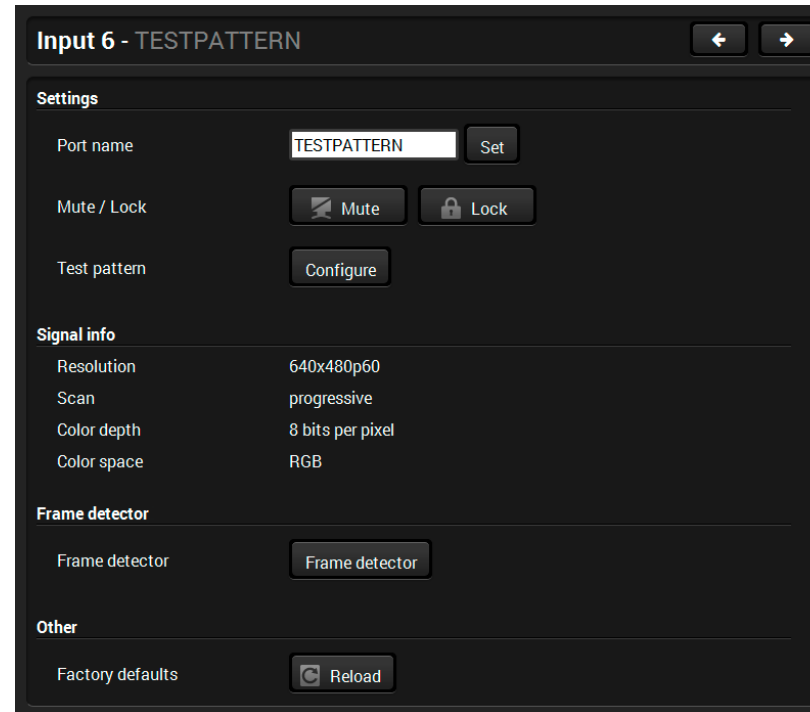 Input 6 - TESTPATTERN
Settings
Port name TESTPATTERN Set
Mute / Lock Mute Lock
Test pattern Configure
Signal info
Resolution 640x480p60
Scan progressive
Color depth 8 bits per pixel
Color space RGB
Frame detector
Frame detector Frame detector
Other
Factory defaults Reload